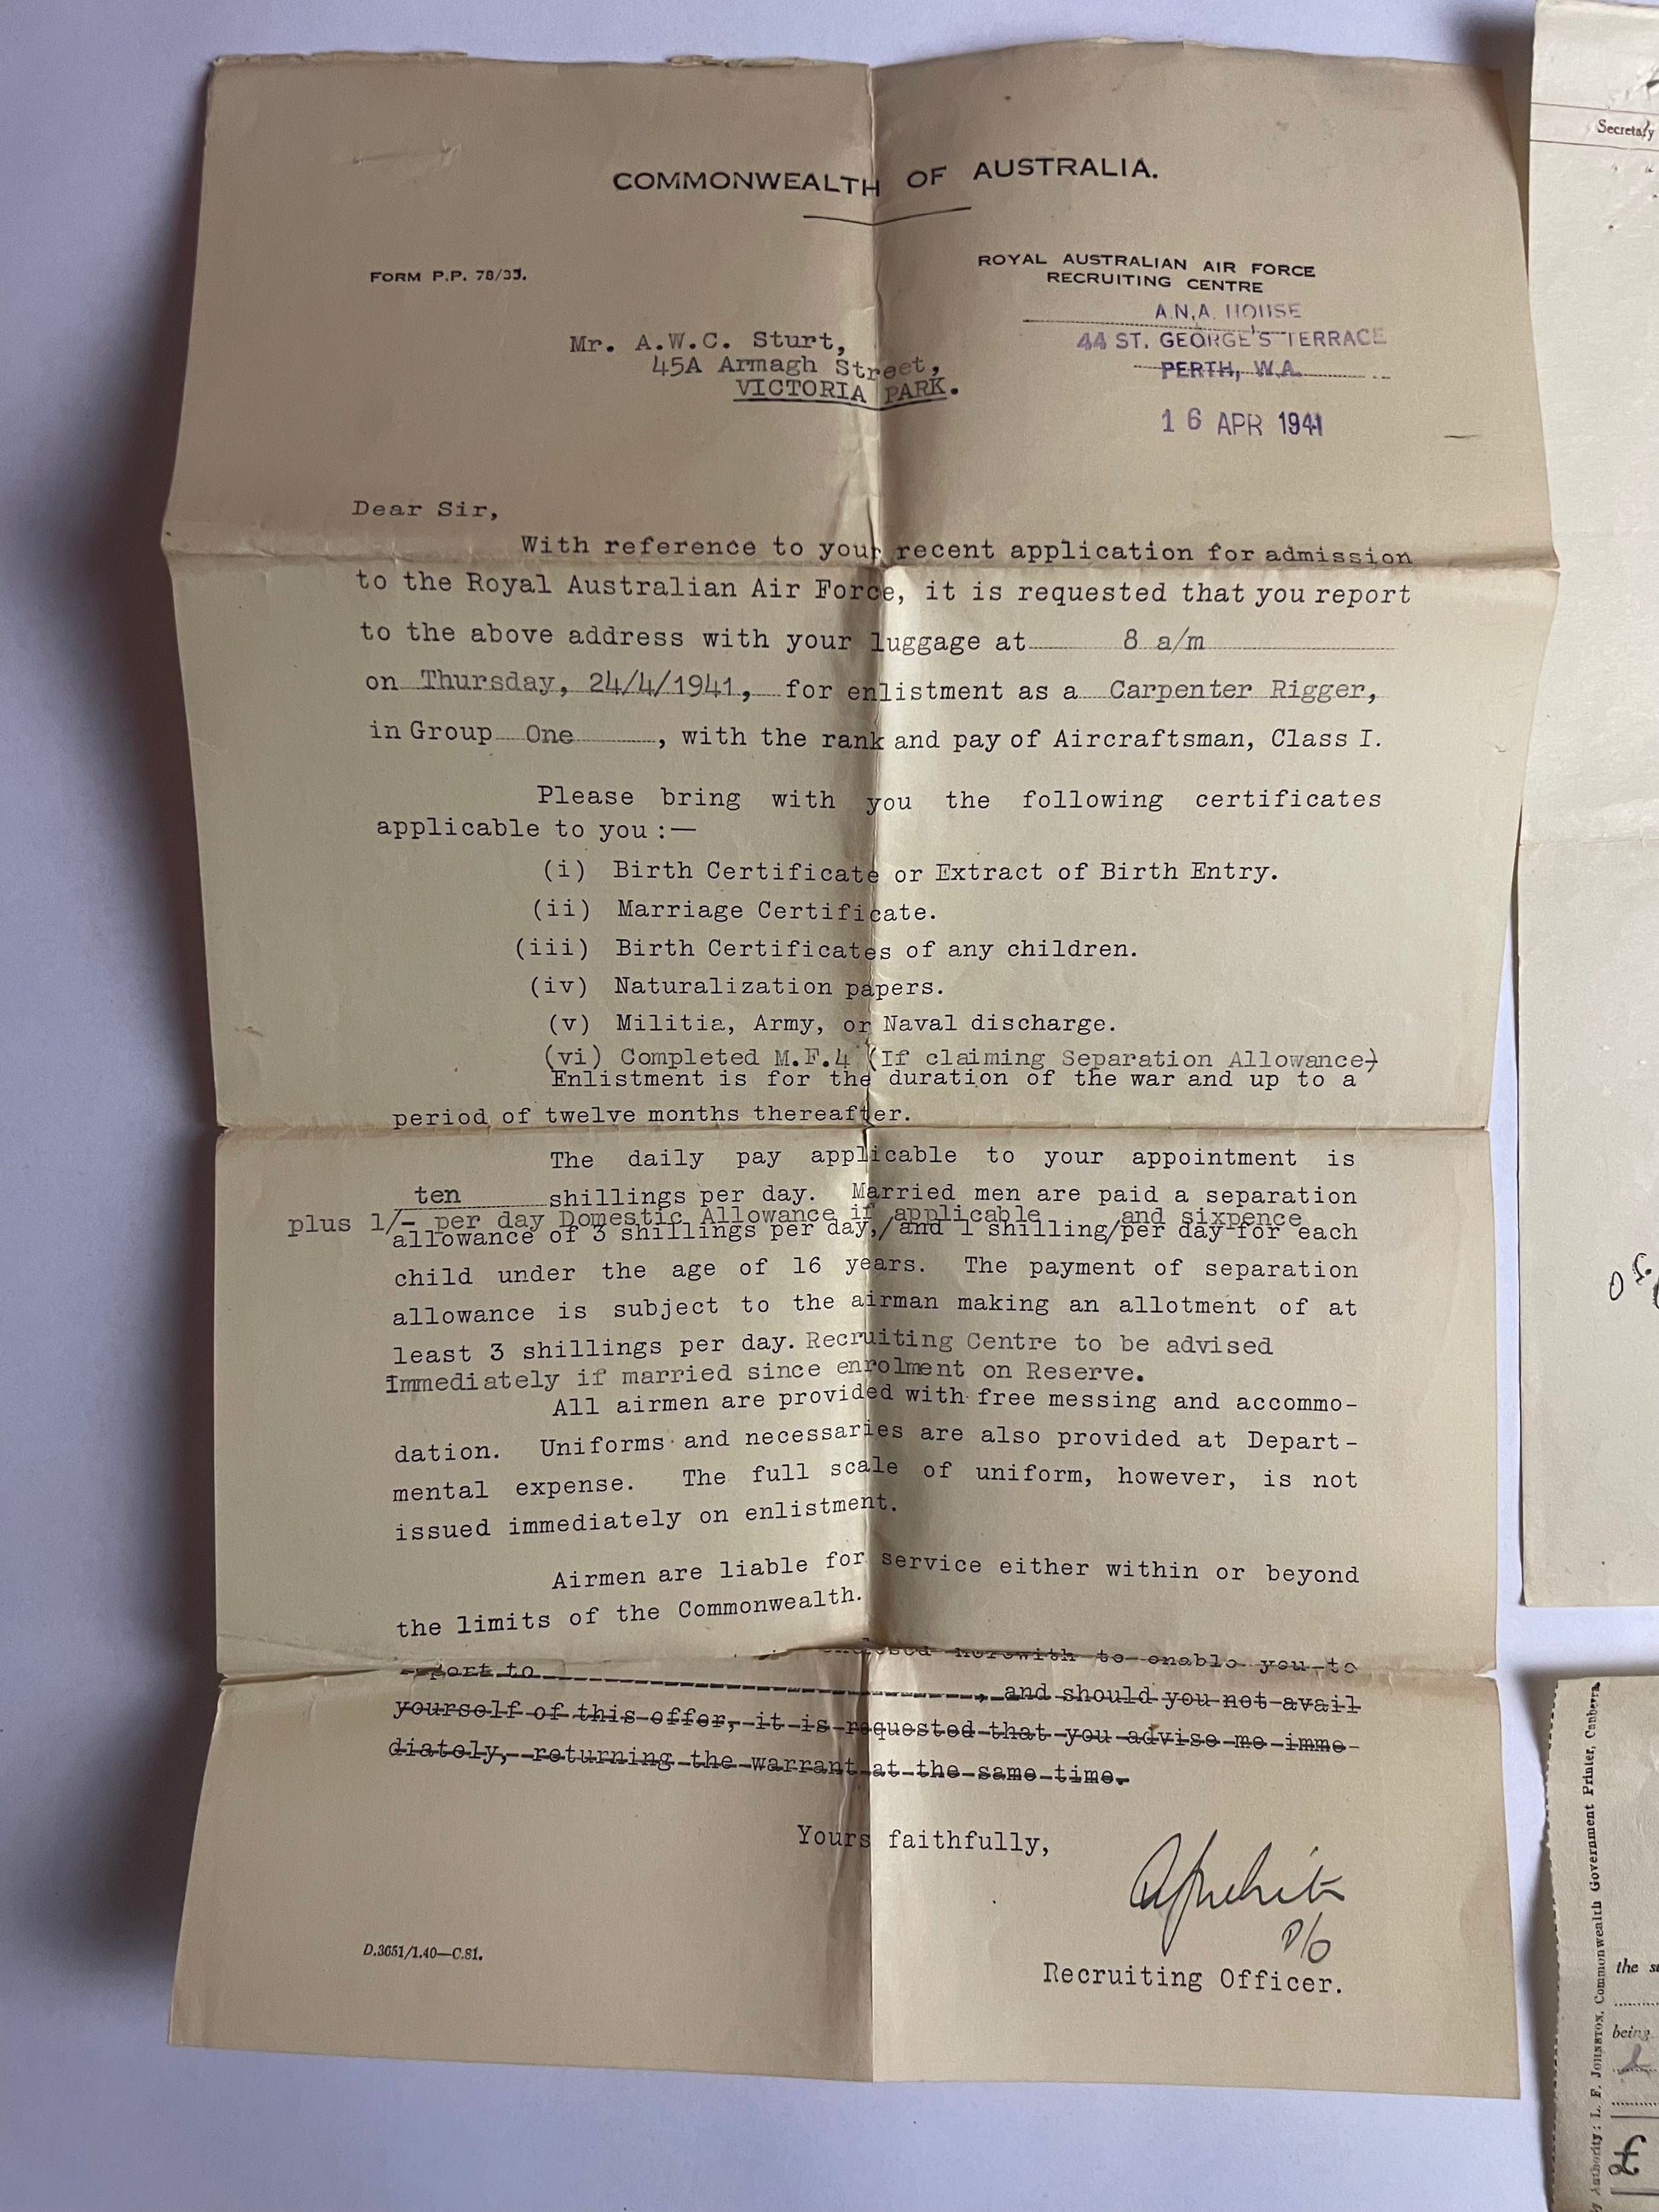 COMMONWEALTH OF AUSTRALIA.
FORM P.P. 78/33.
ROYAL AUSTRALIAN AIR FORCE
RECRUITING CENTRE
A.N.A. HOUSE
44 ST. GEORGE'S TERRACE
PERTH, W.A.
16 APR 1941
Mr. A.W.C. Sturt,
45A Armagh Street,
VICTORIA PARK.
Dear Sir,
With reference to your recent application for admission
to the Royal Australian Air Force, it is requested that you report
to the above address with your luggage at 8 a/m
on Thursday, 24/4/1941, for enlistment as a Carpenter Rigger,
in Group One, with the rank and pay of Aircraftsman, Class I.
Please bring with you the following certificates
applicable to you :—
(i) Birth Certificate or Extract of Birth Entry.
(ii) Marriage Certificate.
(iii) Birth Certificates of any children.
(iv) Naturalization papers.
(v) Militia, Army, or Naval discharge.
(vi) Completed M.F.4 (If claiming Separation Allowance)
Enlistment is for the duration of the war and up to a
period of twelve months thereafter.
The daily pay applicable to your appointment is
ten shillings per day. Married men are paid a separation
plus 1/- per day Domestic Allowance if applicable and sixpence
allowance of 3 shillings per day,/and 1 shilling/per day for each
child under the age of 16 years. The payment of separation
allowance is subject to the airman making an allotment of at
least 3 shillings per day. Recruiting Centre to be advised
Immediately if married since enrolment on Reserve.
All airmen are provided with free messing and accommo-
dation. Uniforms and necessaries are also provided at Depart-
mental expense. The full scale of uniform, however, is not
issued immediately on enlistment.
Airmen are liable for service either within or beyond
the limits of the Commonwealth.
herewith to enable you to
to , and should you not avail
yourself of this offer, it is requested that you advise me imme-
diately, returning the warrant at the same time.
Yours faithfully,
P/O
Recruiting Officer.
D.3651/1.40—C.81.
Secretary
Authority: L. F. JOHNSTON, Commonwealth Government Printer, Canberra
the
being
£